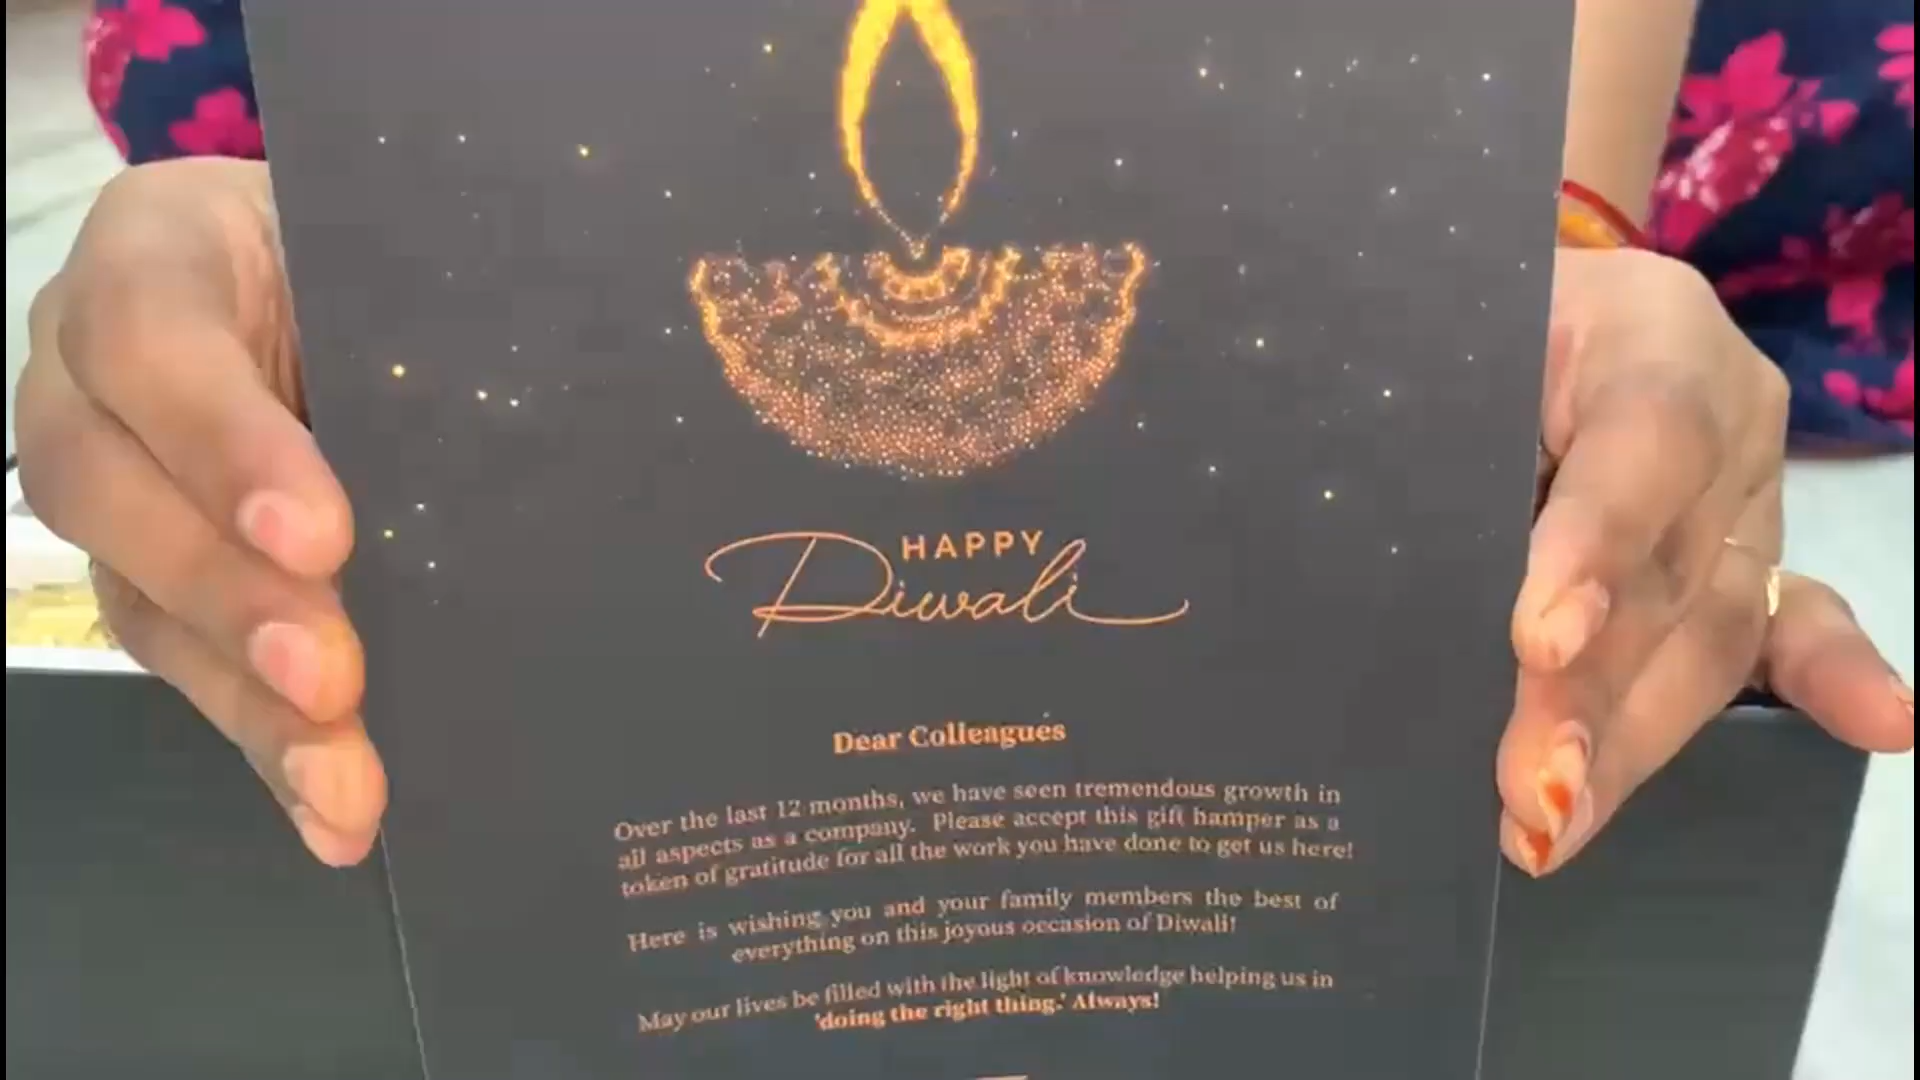 HAPPY
Diwali
Dear Colleagues
Over the last 12 months, we have seen tremendous growth in
all aspects as a company. Please accept this gift hamper as a
token of gratitude for all the work you have done to get us here!
Here is wishing you and your family members the best of
everything on this joyous occasion of Diwali!
May our lives be filled with the light of knowledge helping us in
'doing the right thing.' Always!